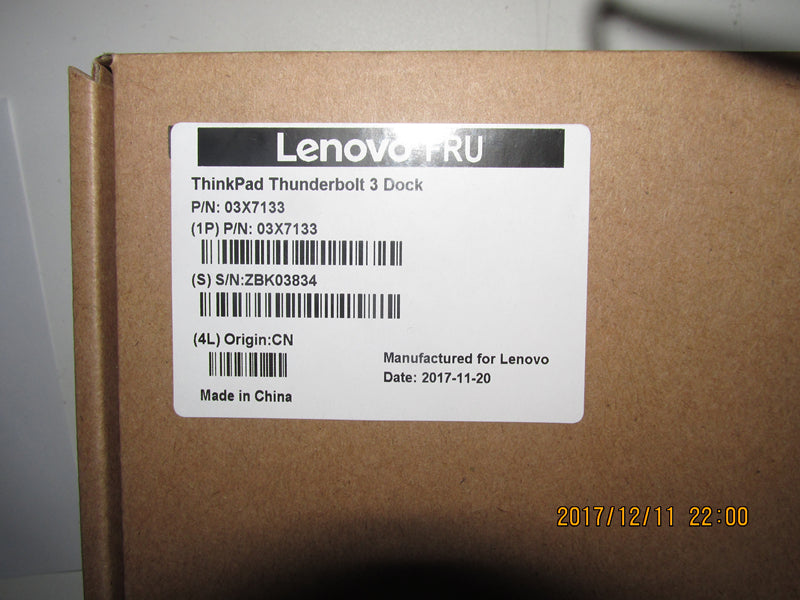 Lenovo FRU
ThinkPad Thunderbolt 3 Dock
P/N: 03X7133
(1P) P/N: 03X7133
(S) S/N:ZBK03834
(4L) Origin:CN
Made in China
Manufactured for Lenovo
Date: 2017-11-20
2017/12/11 22:00